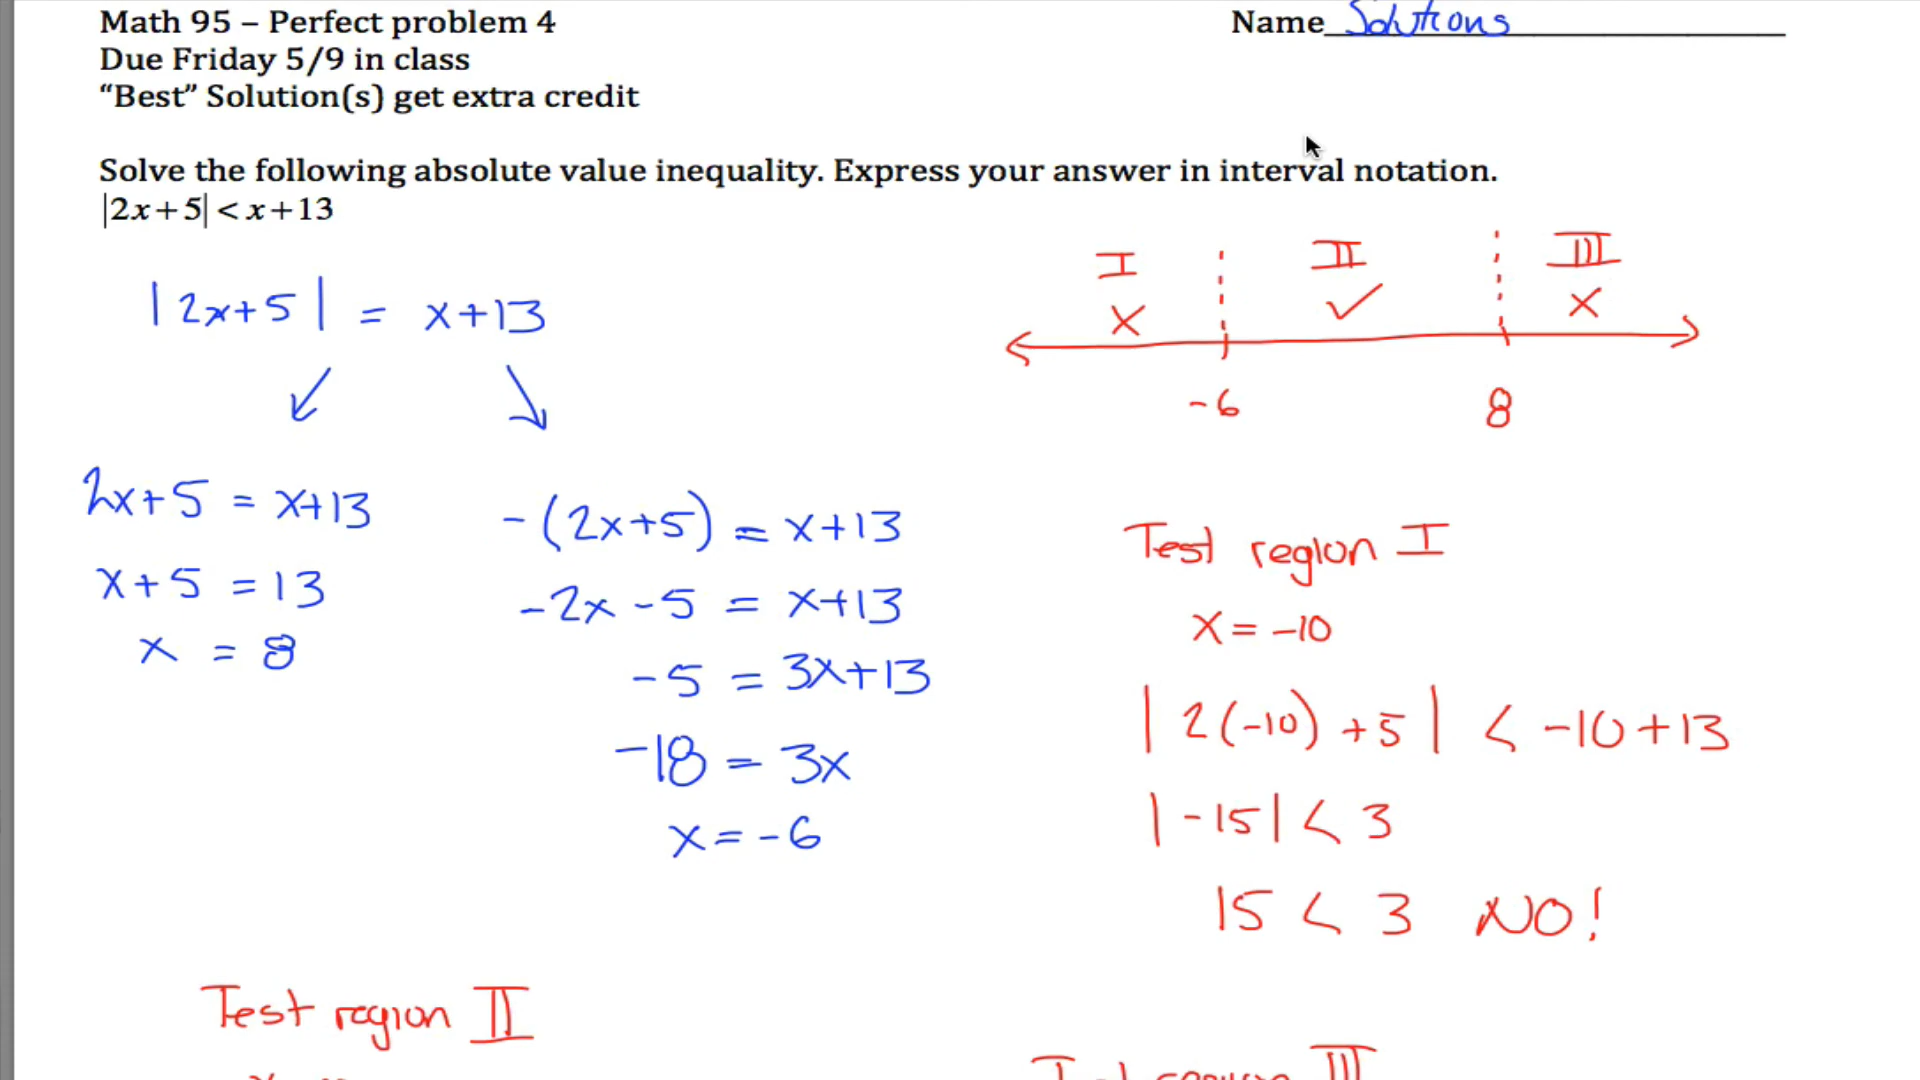 Math 95 – Perfect problem 4
Name Solutions
Due Friday 5/9 in class
“Best” Solution(s) get extra credit
Solve the following absolute value inequality. Express your answer in interval notation.
|2x+5|<x+13
|2x+5| = x+13
2x+5 = x+13
x+5 = 13
x = 8
-(2x+5) = x+13
-2x -5 = x+13
-5 = 3x+13
-18 = 3x
x = -6
I II III
X ✓ X
-6 8
Test region I
x = -10
|2(-10)+5| < -10+13
|-15| < 3
15 < 3 NO!
Test region II
Test region III